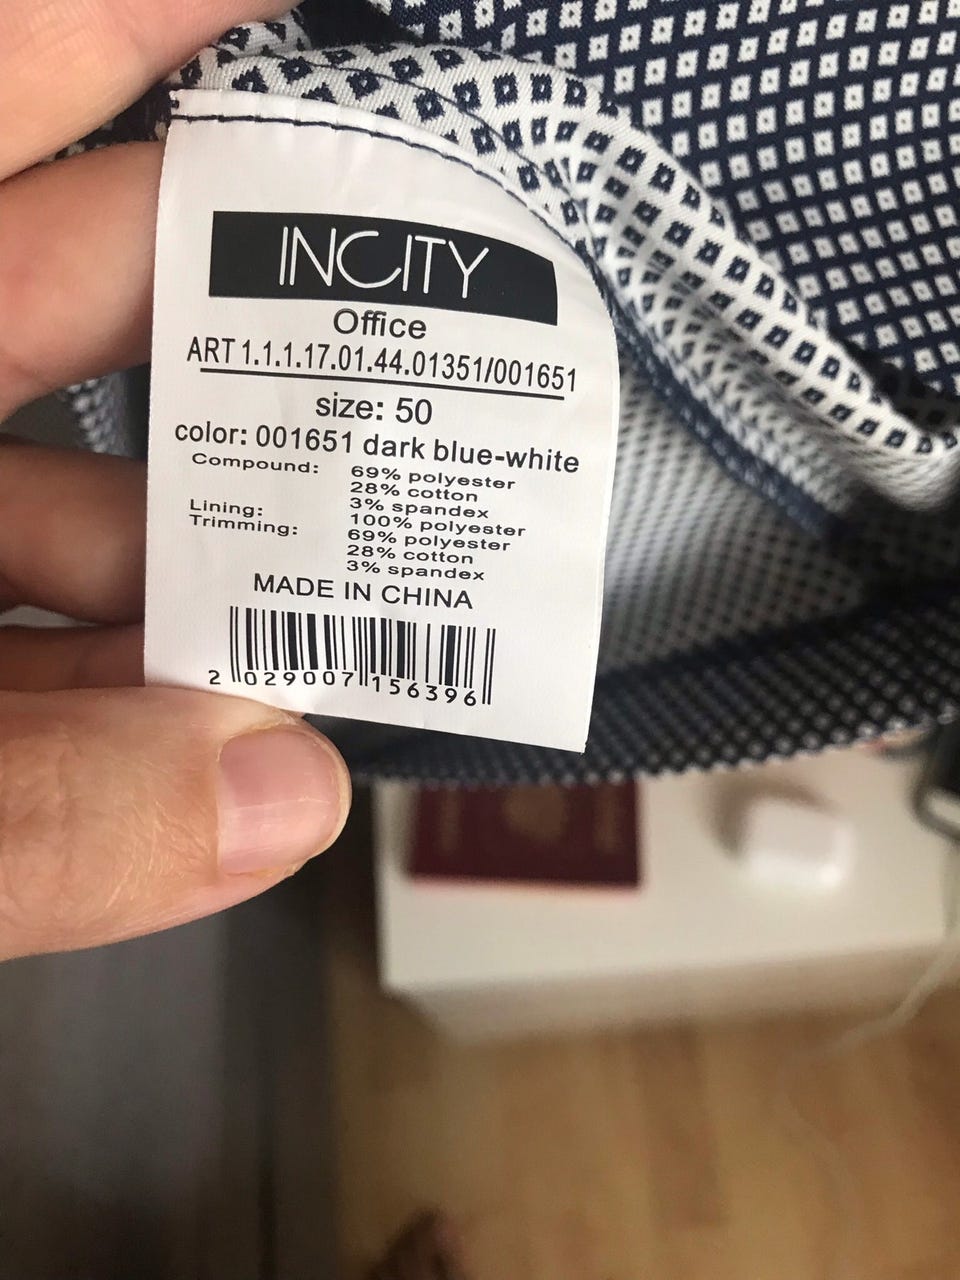 INCITY
Office
ART 1.1.1.17.01.44.01351/001651
size: 50
color: 001651 dark blue-white
Compound: 69% polyester
28% cotton
3% spandex
Lining: 100% polyester
Trimming: 69% polyester
28% cotton
3% spandex
MADE IN CHINA
2 029007 156396